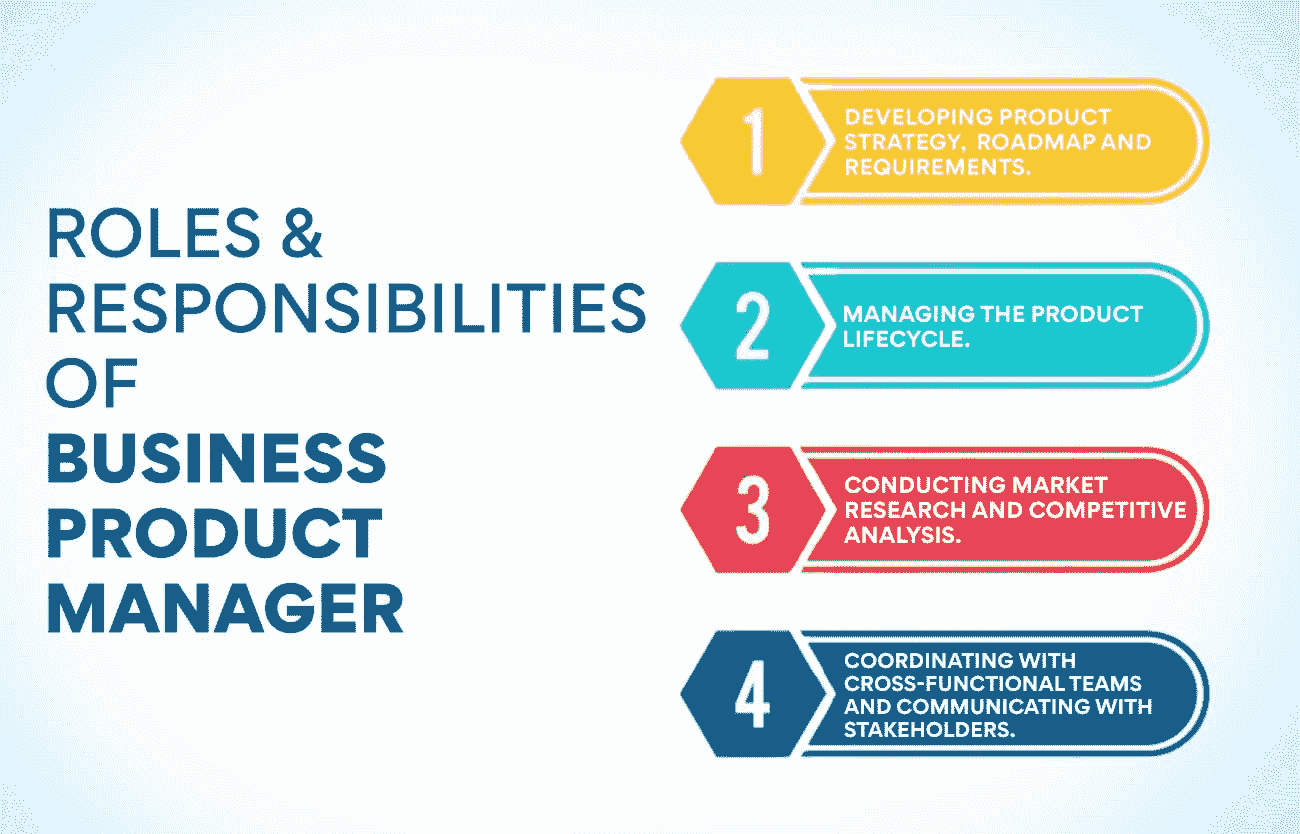 ROLES &
RESPONSIBILITIES
OF
BUSINESS
PRODUCT
MANAGER
1
DEVELOPING PRODUCT
STRATEGY, ROADMAP AND
REQUIREMENTS.
2
MANAGING THE PRODUCT
LIFECYCLE.
3
CONDUCTING MARKET
RESEARCH AND COMPETITIVE
ANALYSIS.
4
COORDINATING WITH
CROSS-FUNCTIONAL TEAMS
AND COMMUNICATING WITH
STAKEHOLDERS.